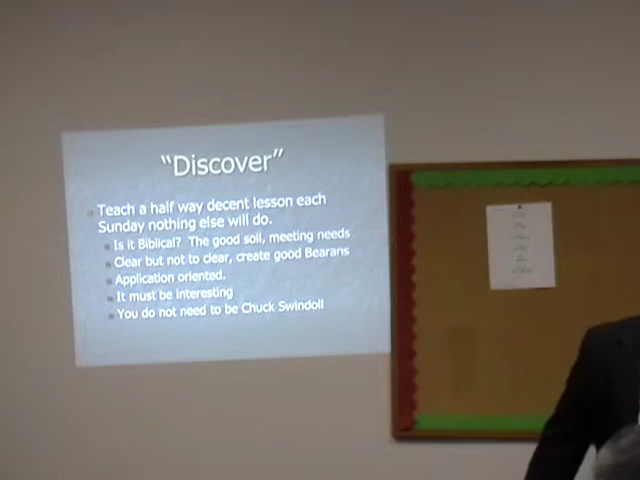 "Discover"
Teach a half way decent lesson each
Sunday nothing else will do.
Is it Biblical? The good soil, meeting needs
Clear but not to clear, create good Bearans
Application oriented.
It must be interesting
You do not need to be Chuck Swindoll